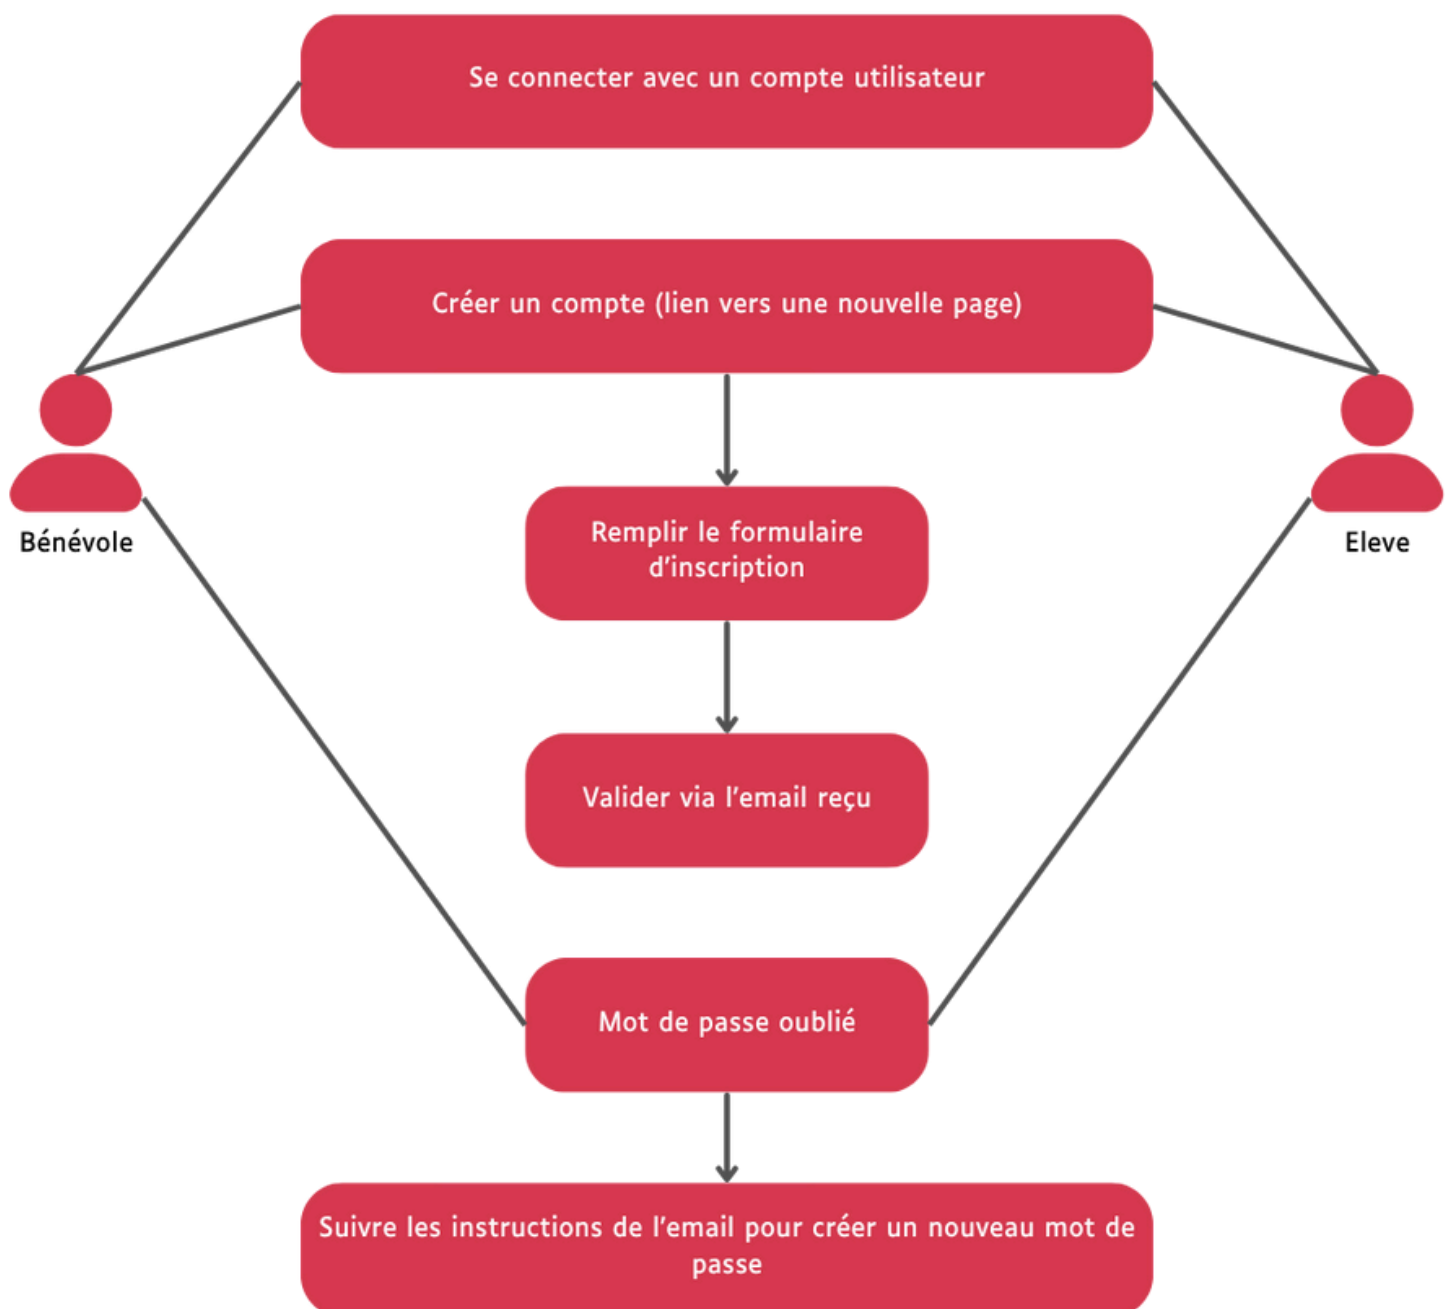 Se connecter avec un compte utilisateur
Créer un compte (lien vers une nouvelle page)
Remplir le formulaire
d'inscription
Bénévole
Eleve
Valider via l'email reçu
Mot de passe oublié
Suivre les instructions de l'email pour créer un nouveau mot de
passe